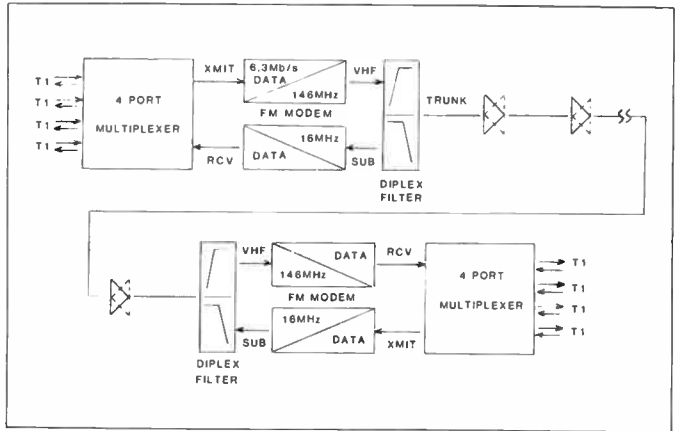 XMIT
6.3Mb/s
DATA
146MHz
FM MODEM
VHF
T1
T1
T1
T1
4 PORT
MULTIPLEXER
RCV
16MHz
DATA
SUB
DIPLEX
FILTER
TRUNK
VHF
DATA
146MHz
FM MODEM
RCV
16MHz
DATA
SUB
XMIT
DIPLEX
FILTER
4 PORT
MULTIPLEXER
T1
T1
T1
T1